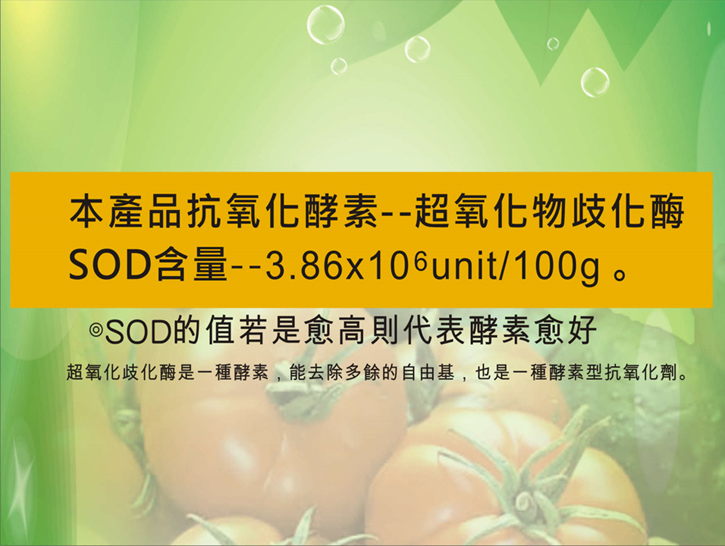 本產品抗氧化酵素--超氧化物歧化酶
SOD含量--3.86x10⁶unit/100g。
◎SOD的值若是愈高則代表酵素愈好
超氧化歧化酶是一種酵素，能去除多餘的自由基，也是一種酵素型抗氧化劑。